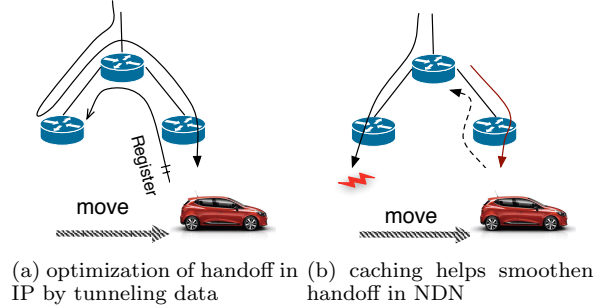 Register
move
move
(a) optimization of handoff in
IP by tunneling data
(b) caching helps smoothen
handoff in NDN